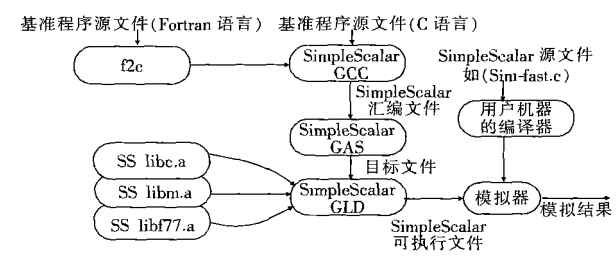 基准程序源文件(Fortran 语言)
基准程序源文件(C 语言)
f2c
SimpleScalar
GCC
SimpleScalar 源文件
如(Sim-fast.c)
SimpleScalar
汇编文件
用户机器
的编译器
SimpleScalar
GAS
目标文件
SS libc.a
SS libm.a
SS libf77.a
SimpleScalar
GLD
模拟器
模拟结果
SimpleScalar
可执行文件